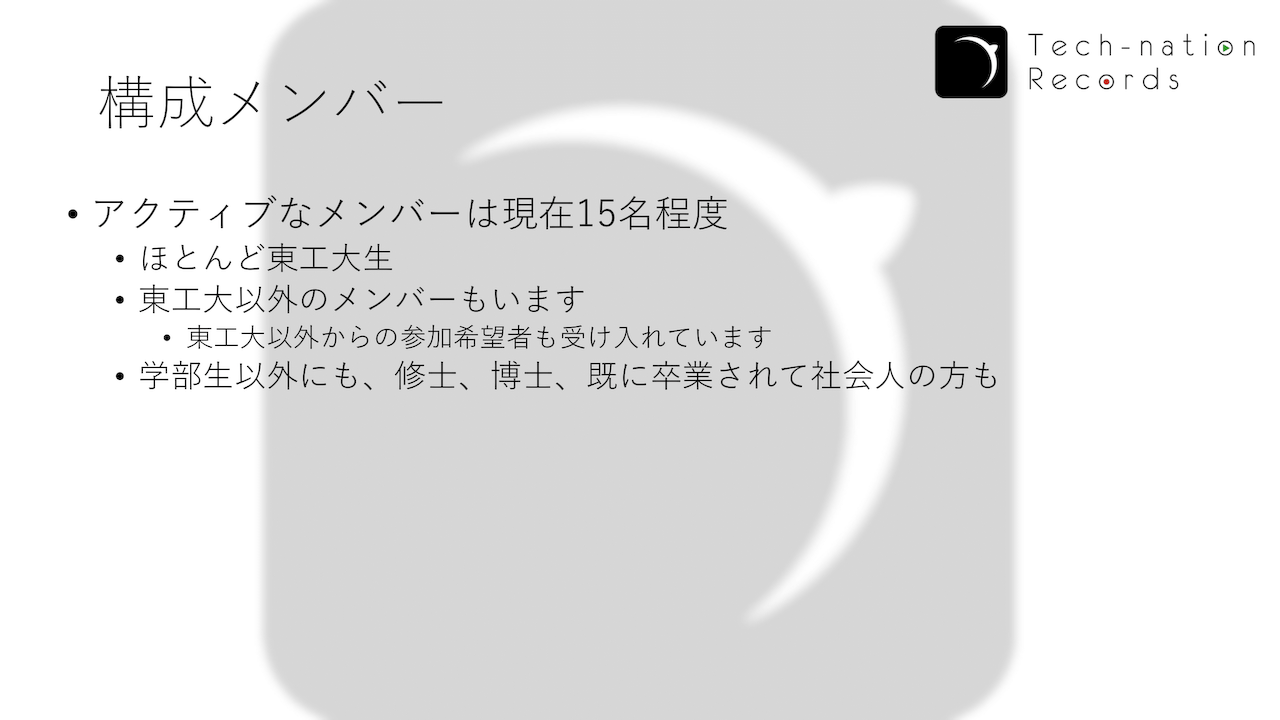 Tech-nation
Records
構成メンバー
• アクティブなメンバーは現在15名程度
• ほとんど東工大生
• 東工大以外のメンバーもいます
• 東工大以外からの参加希望者も受け入れています
• 学部生以外にも、修士、博士、既に卒業されて社会人の方も